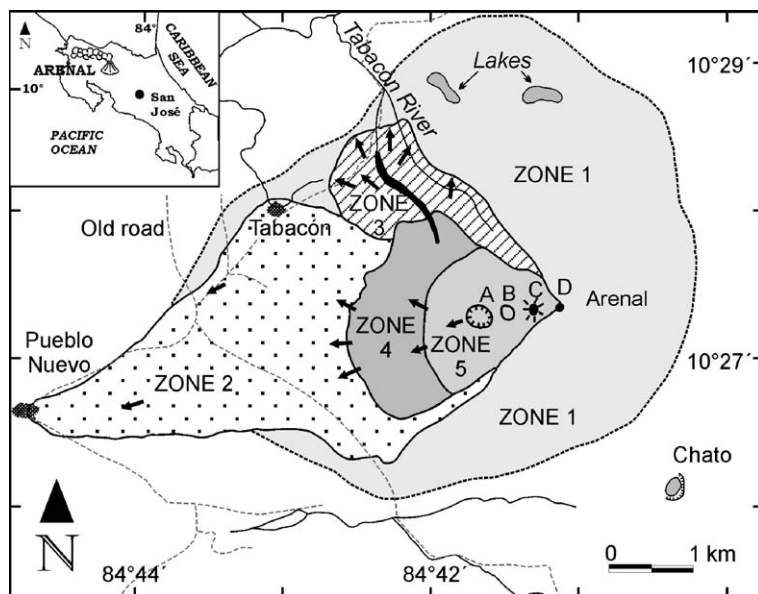 N
84°
CARIBBEAN
SEA
ARENAL
10°
San
José
PACIFIC
OCEAN
Tabacón River
Lakes
10°29´
ZONE 1
ZONE
3
Old road
Tabacón
A B C D
Arenal
ZONE
4
ZONE
5
Pueblo
Nuevo
ZONE 2
10°27´
ZONE 1
Chato
N
0 1 km
84°44´
84°42´